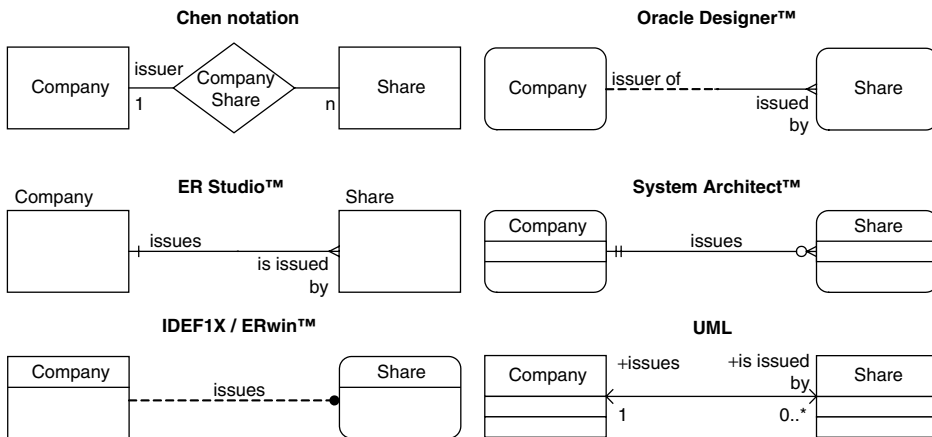 Chen notation
Company
issuer
1
Company
Share
n
Share
Oracle Designer™
Company
issuer of
issued
by
Share
ER Studio™
Company
issues
is issued
by
Share
System Architect™
Company
issues
Share
IDEF1X / ERwin™
Company
issues
Share
UML
Company
+issues
1
+is issued
by
0..*
Share